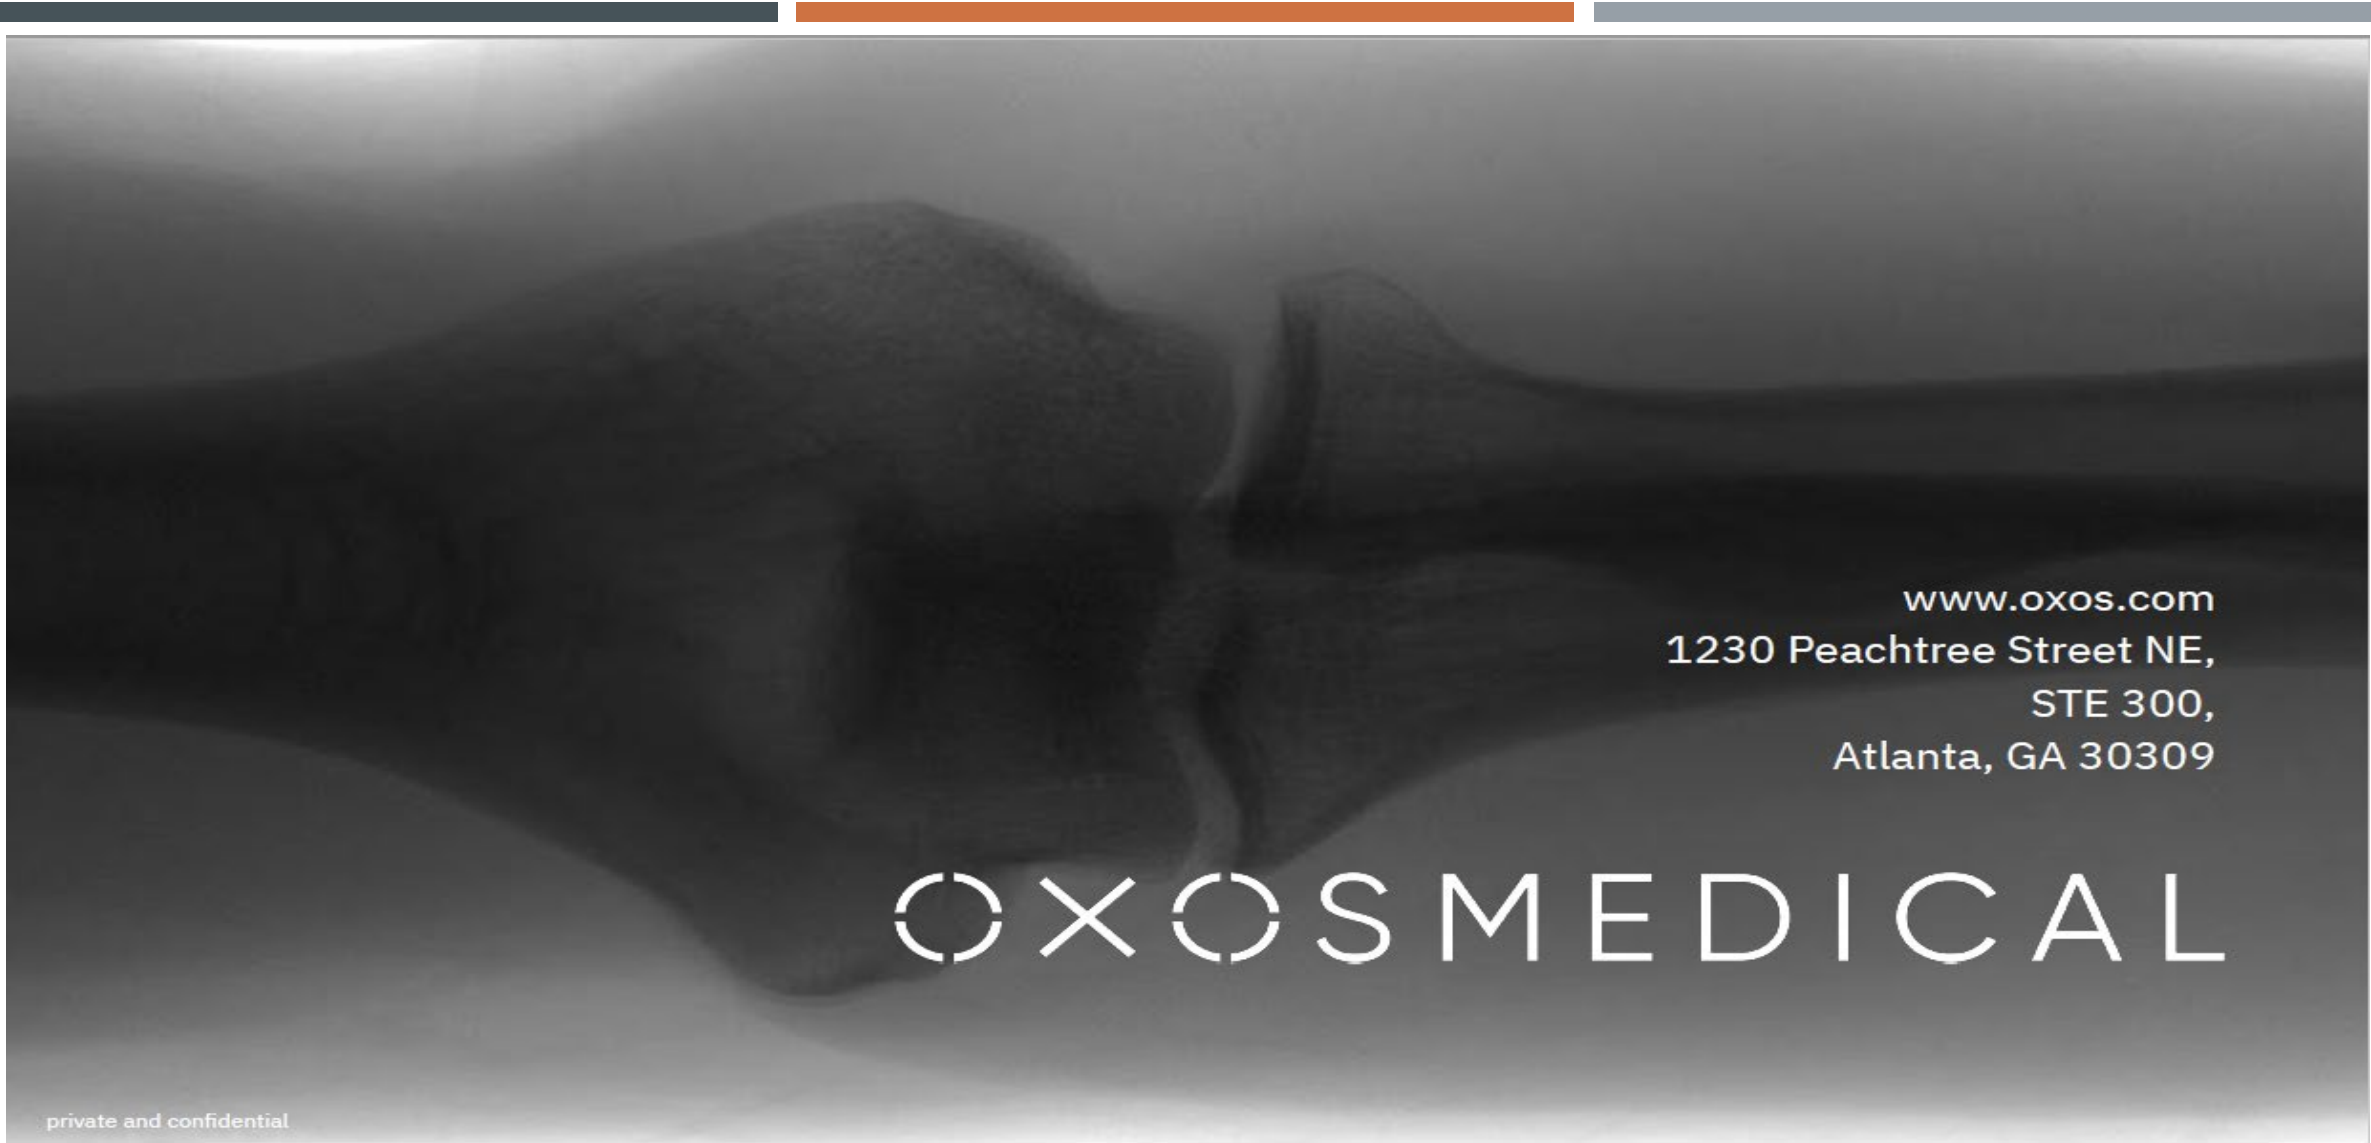 www.oxos.com
1230 Peachtree Street NE,
STE 300,
Atlanta, GA 30309
OXOSMEDICAL
private and confidential